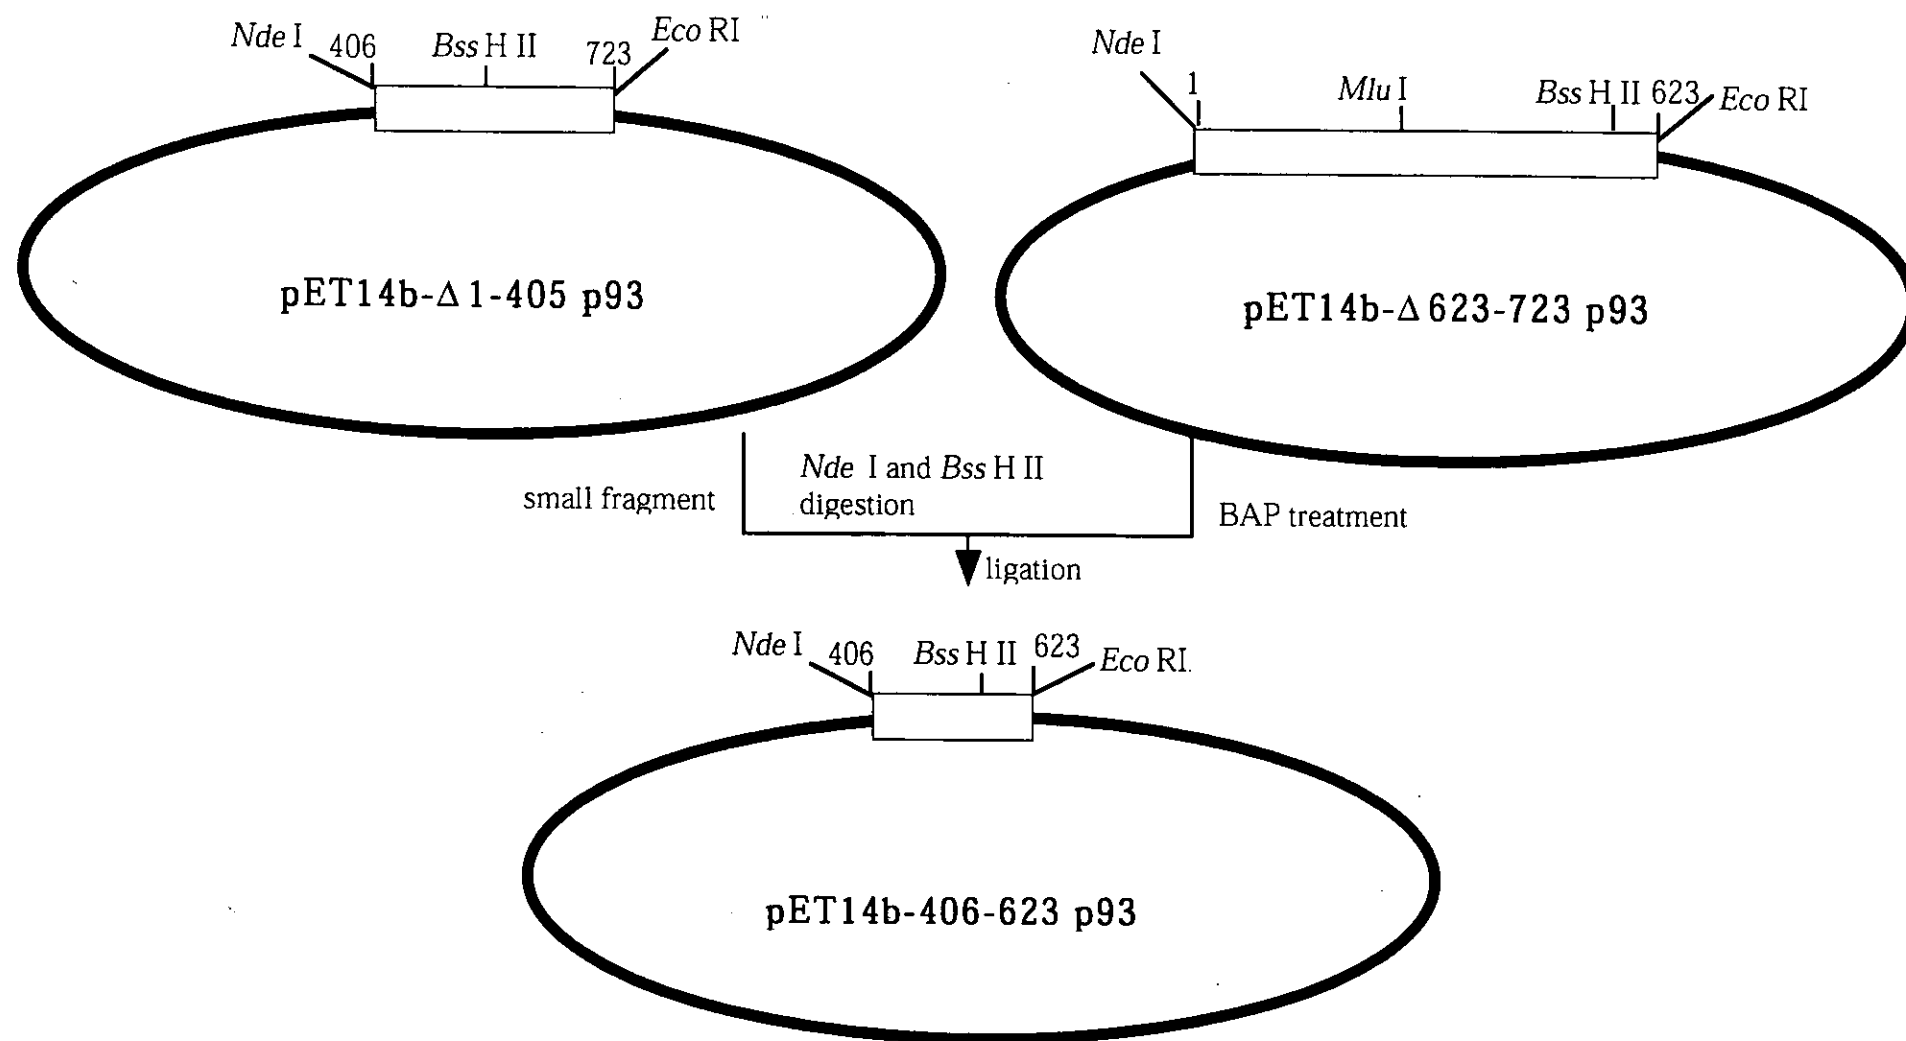 Nde I 406 Bss H II 723 Eco RI
pET14b-Δ1-405 p93
Nde I 1 Mlu I Bss H II 623 Eco RI
pET14b-Δ623-723 p93
small fragment
Nde I and Bss H II
digestion
BAP treatment
ligation
Nde I 406 Bss H II 623 Eco RI
pET14b-406-623 p93